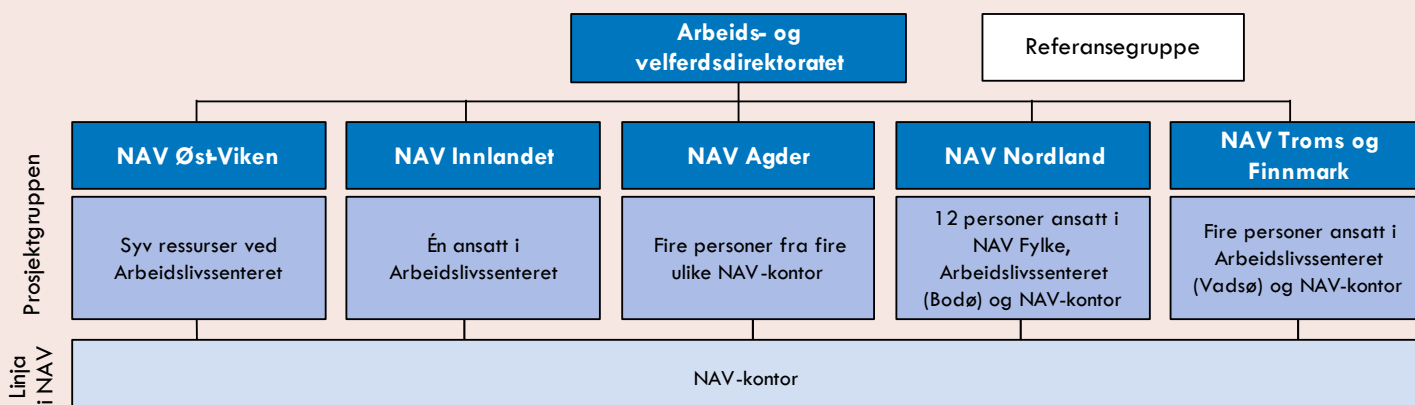 Arbeids- og
velferdsdirektoratet
Referansegruppe
Prosjektgruppen
NAV Øst-Viken
NAV Innlandet
NAV Agder
NAV Nordland
NAV Troms og
Finnmark
Syv ressurser ved
Arbeidslivssenteret
Én ansatt i
Arbeidslivssenteret
Fire personer fra fire
ulike NAV-kontor
12 personer ansatt i
NAV Fylke,
Arbeidslivssenteret
(Bodø) og NAV-kontor
Fire personer ansatt i
Arbeidslivssenteret
(Vadsø) og NAV-kontor
Linja
i NAV
NAV-kontor